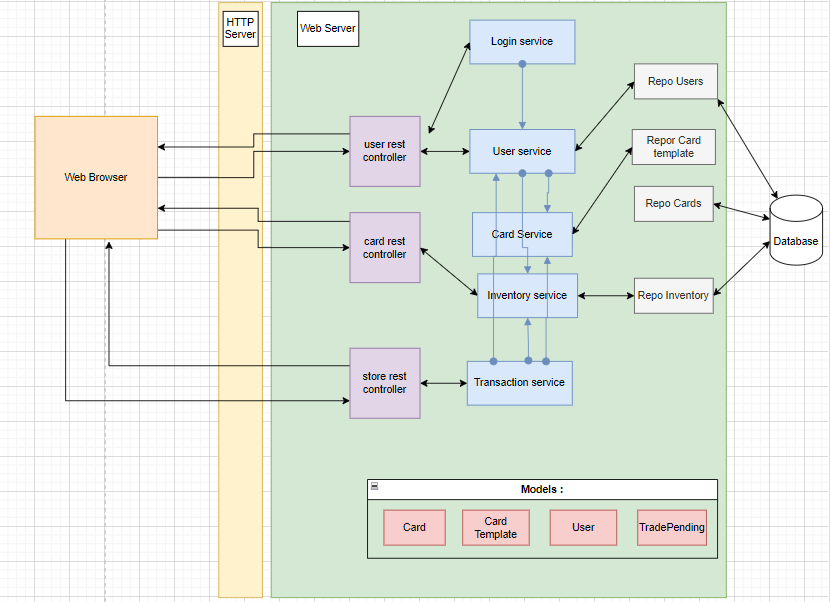 HTTP
Server
Web Server
Login service
Repo Users
user rest
controller
User service
Repor Card
template
Web Browser
Repo Cards
card rest
controller
Card Service
Database
Inventory service
Repo Inventory
store rest
controller
Transaction service
Models :
Card
Card
Template
User
TradePending